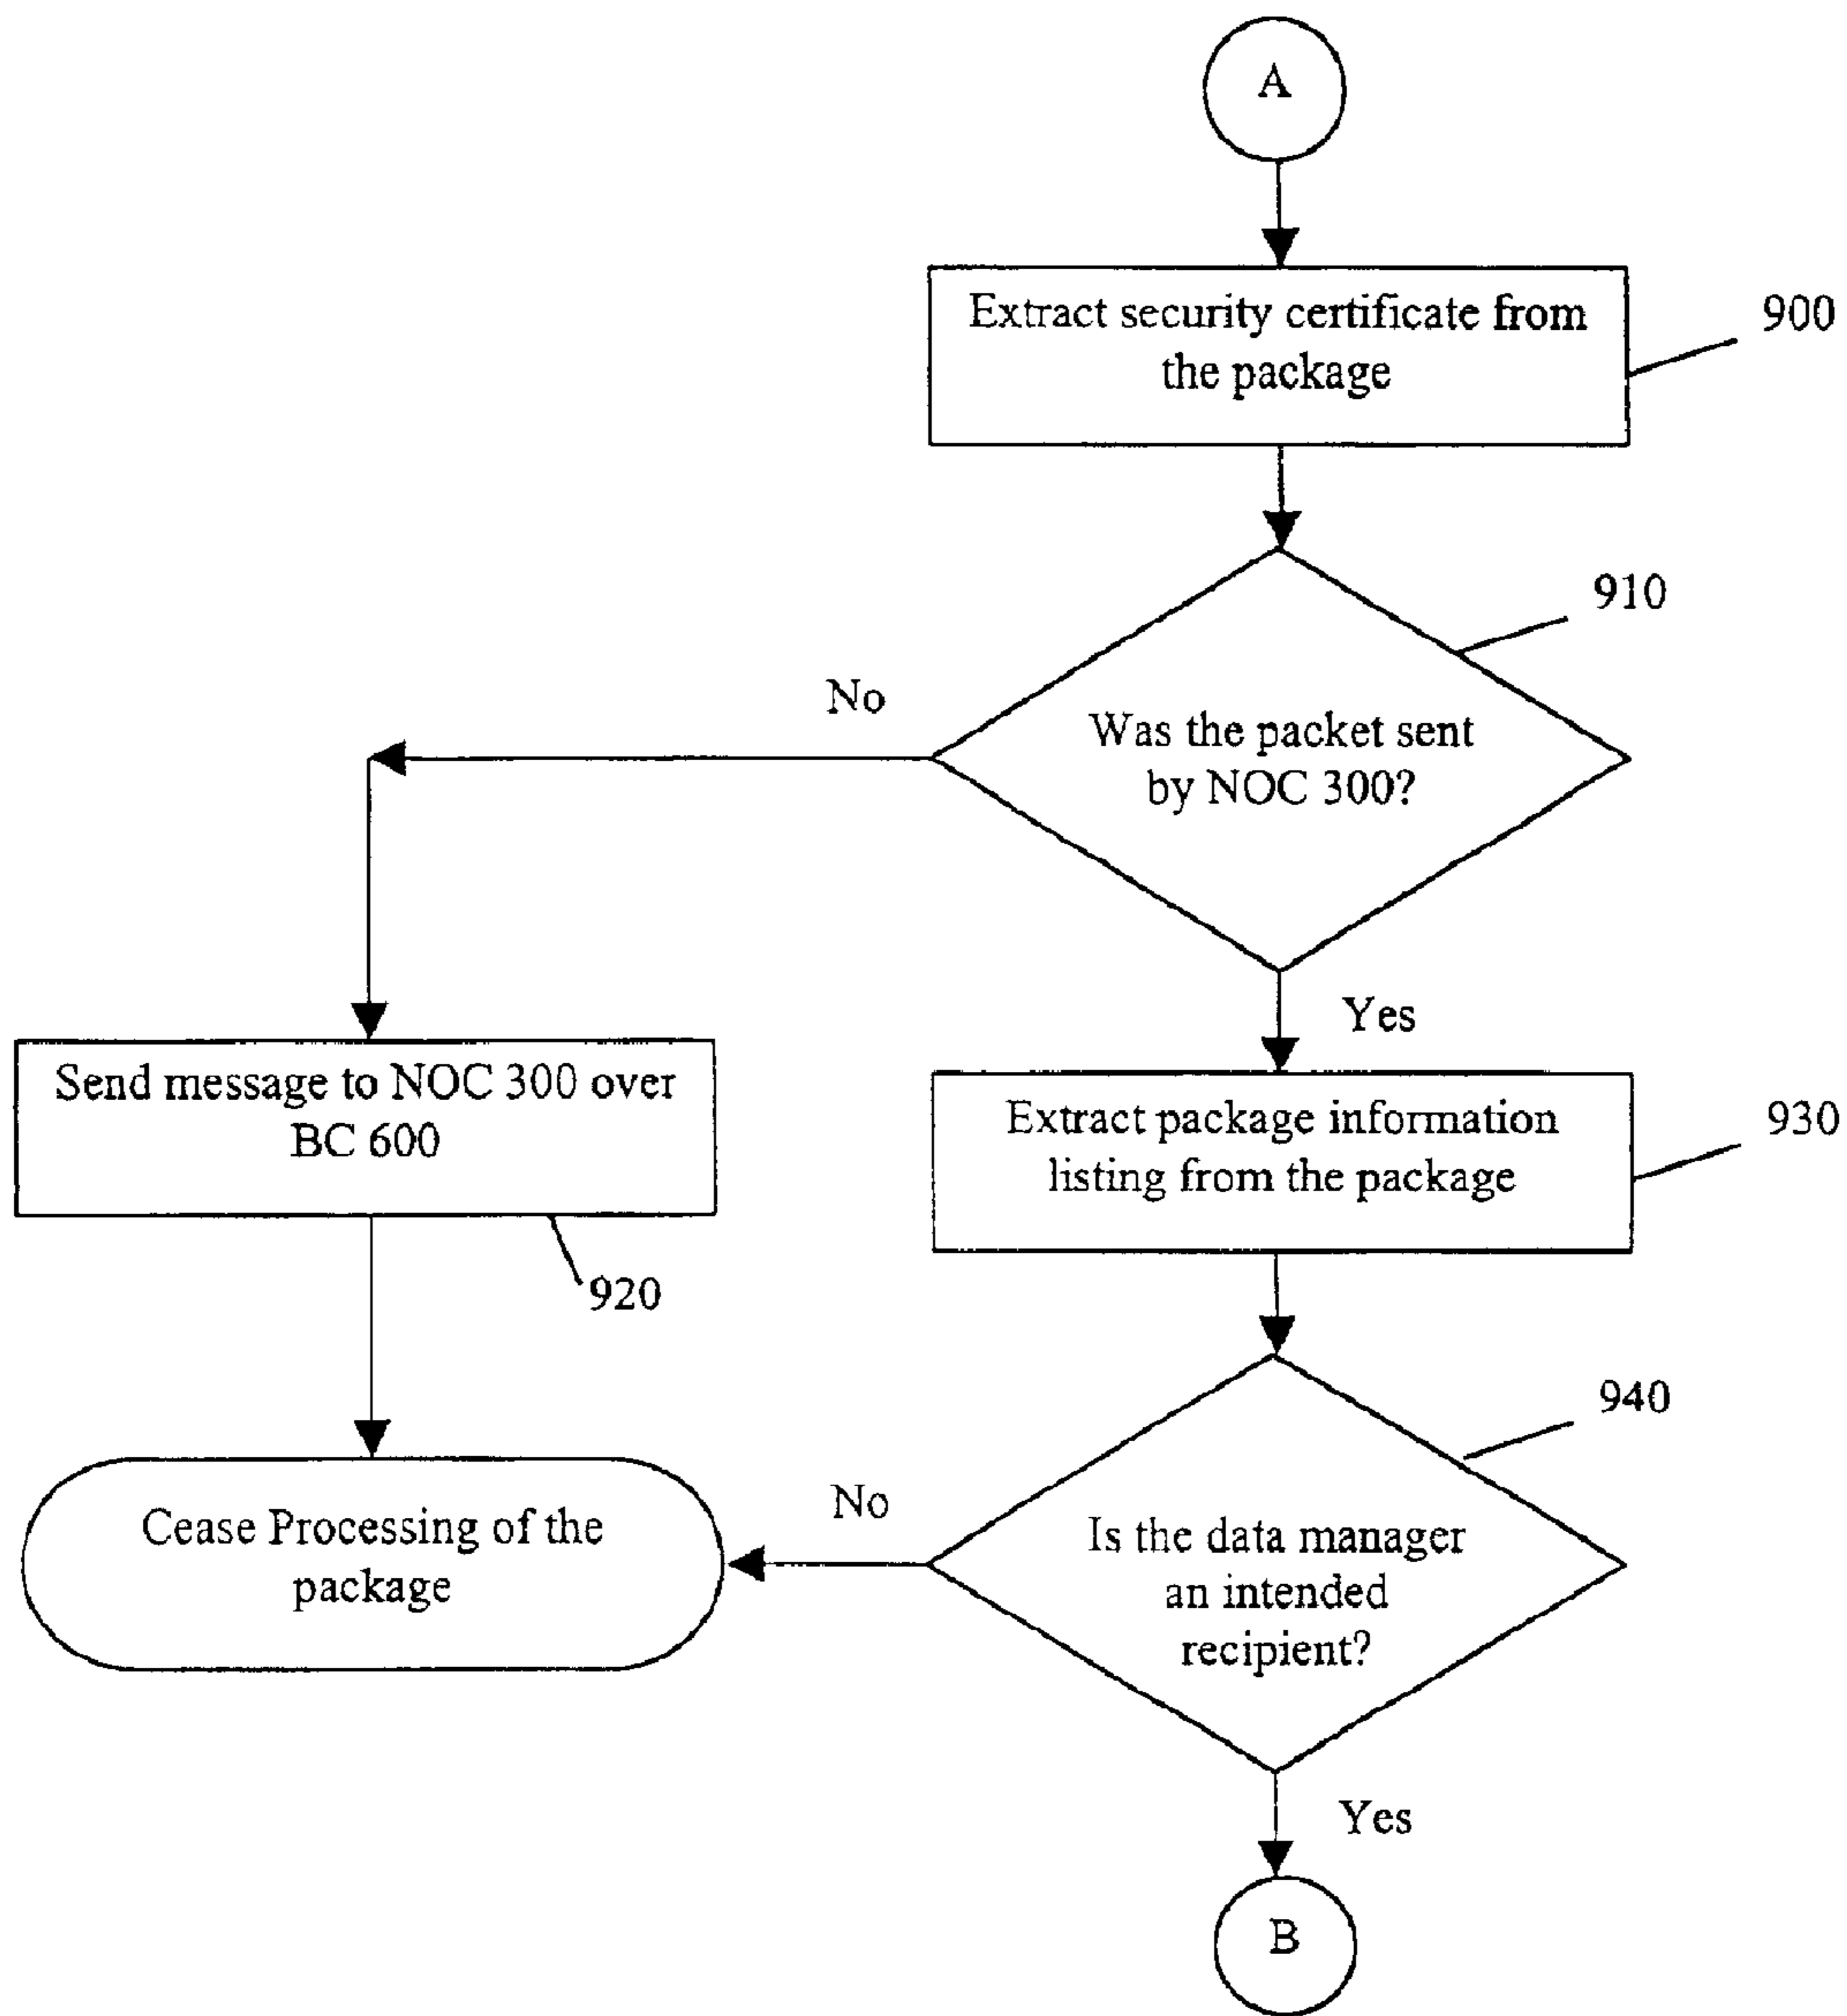 A
Extract security certificate from
the package
900
910
No
Was the packet sent
by NOC 300?
Yes
Send message to NOC 300 over
BC 600
920
Extract package information
listing from the package
930
940
No
Cease Processing of the
package
Is the data manager
an intended
recipient?
Yes
B